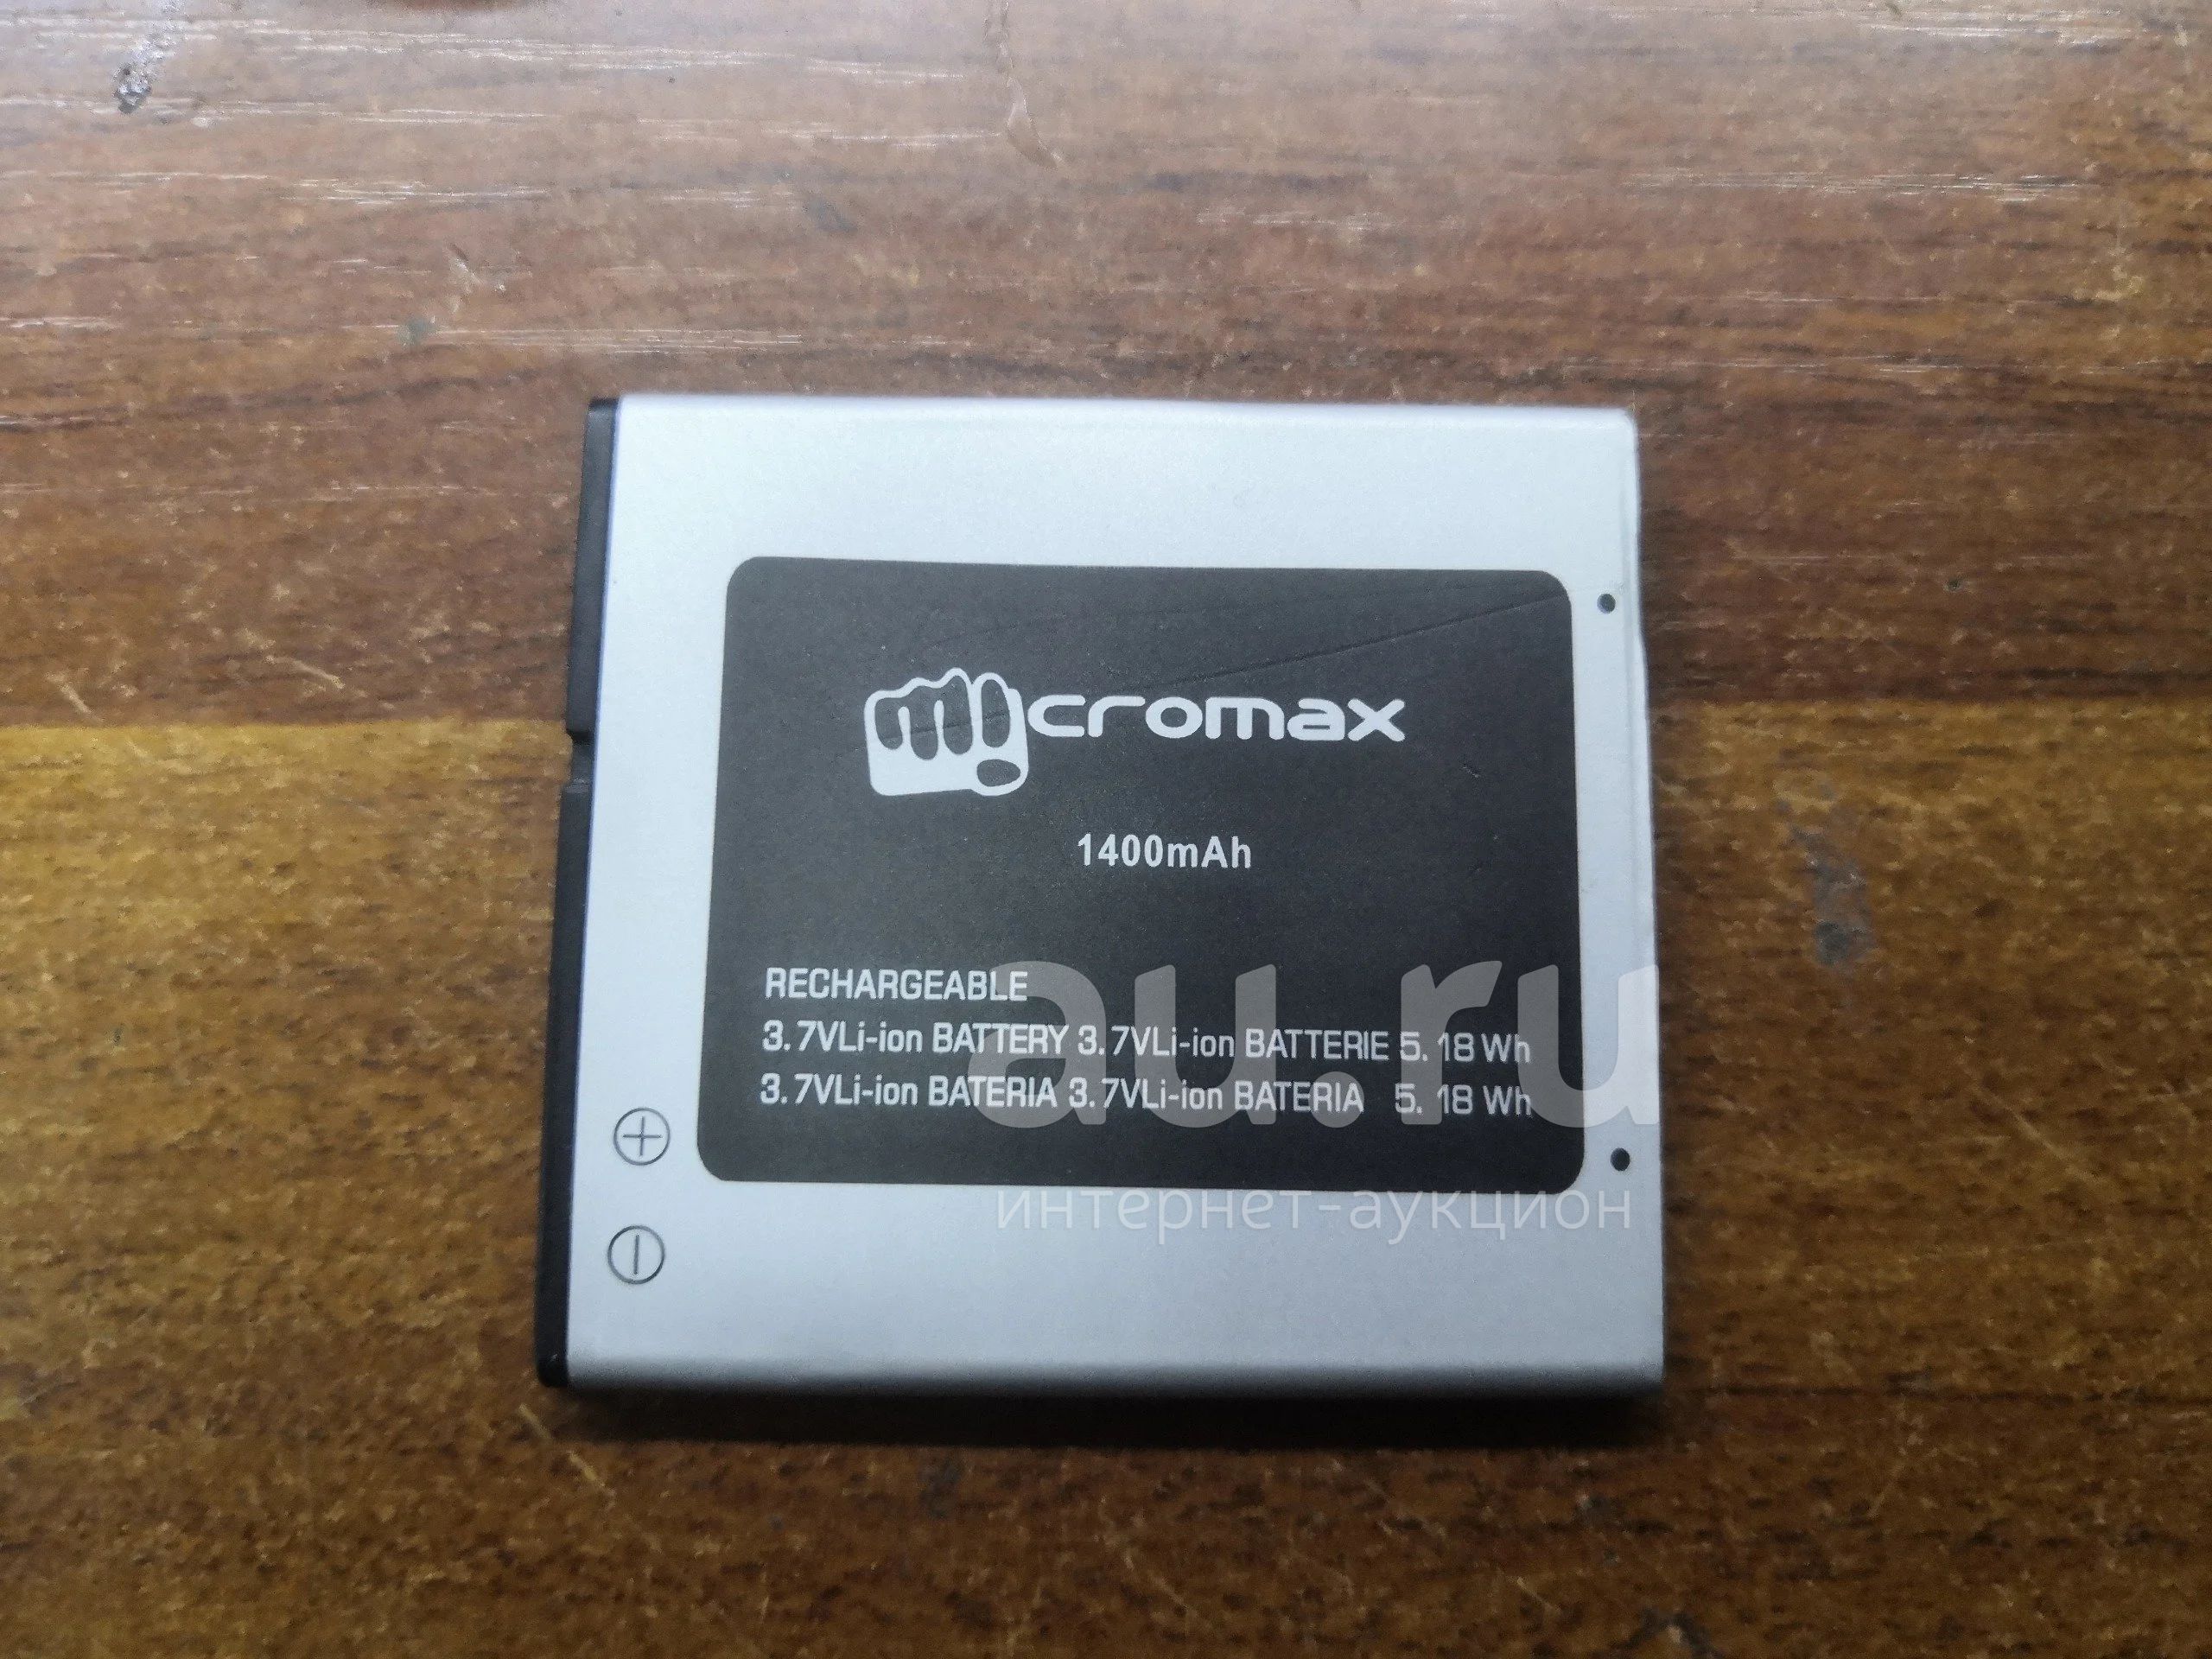 micromax
1400mAh
RECHARGEABLE
3.7VLi-ion BATTERY 3.7VLi-ion BATTERIE 5.18 Wh
3.7VLi-ion BATERIA 3.7VLi-ion BATERIA 5.18 Wh
au.ru
интернет-аукцион